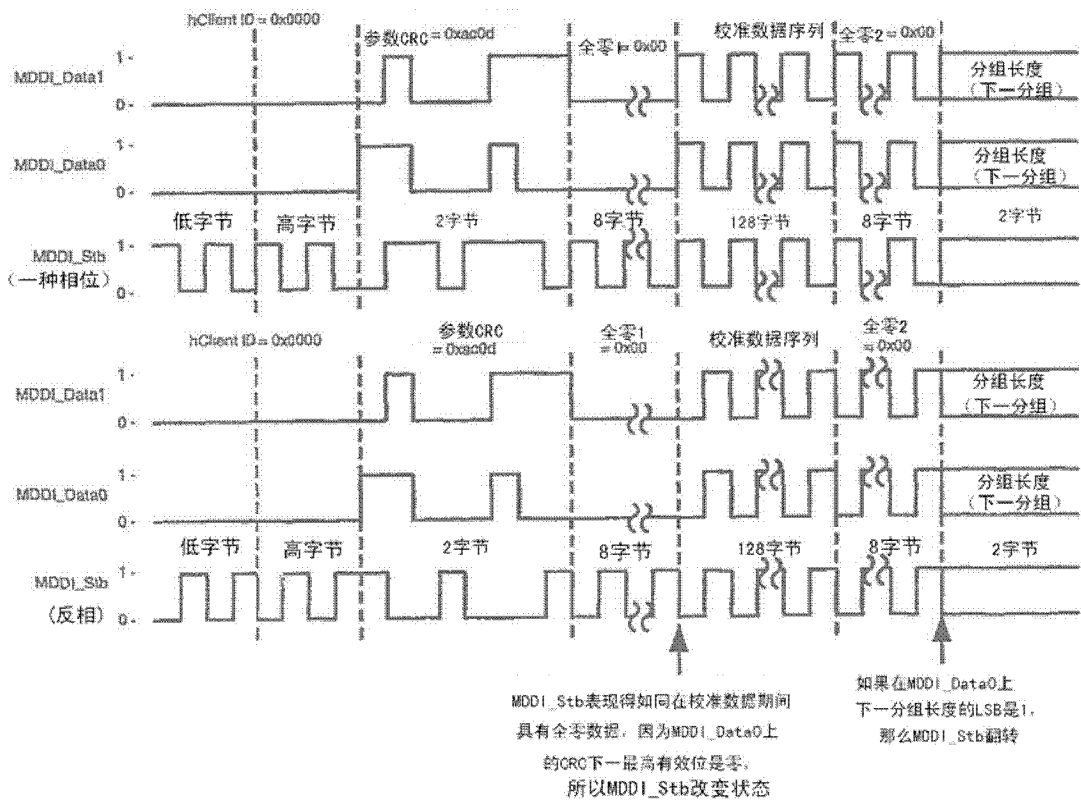 hClient ID = 0x0000
参数CRC = 0xac0d
全零1= 0x00
校准数据序列
全零2 = 0x00
MDDI_Data1
1-
0-
分组长度
(下一分组)
MDDI_Data0
1-
0-
分组长度
(下一分组)
低字节
高字节
2字节
8字节
128字节
8字节
2字节
MDDI_Stb
(一种相位)
1-
0-
hClient ID = 0x0000
参数CRC
= 0xac0d
全零1
= 0x00
校准数据序列
全零2
= 0x00
MDDI_Data1
1-
0-
分组长度
(下一分组)
MDDI_Data0
1-
0-
分组长度
(下一分组)
低字节
高字节
2字节
8字节
128字节
8字节
2字节
MDDI_Stb
(反相)
1-
0-
MDDI_Stb表现得如同在校准数据期间
具有全零数据，因为MDDI_Data0上
的CRC下一最高有效位是零，
所以MDDI_Stb改变状态
如果在MDDI_Data0上
下一分组长度的LSB是1，
那么MDDI_Stb翻转